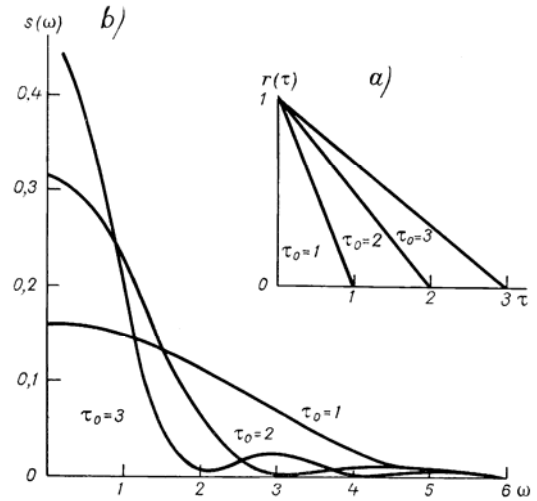 s(ω) b)
0,4
0,3
0,2
0,1
0
τ₀=3
τ₀=2
τ₀=1
1 2 3 4 5 6 ω
r(τ) a)
1
τ₀=1 τ₀=2 τ₀=3
0
1 2 3 τ